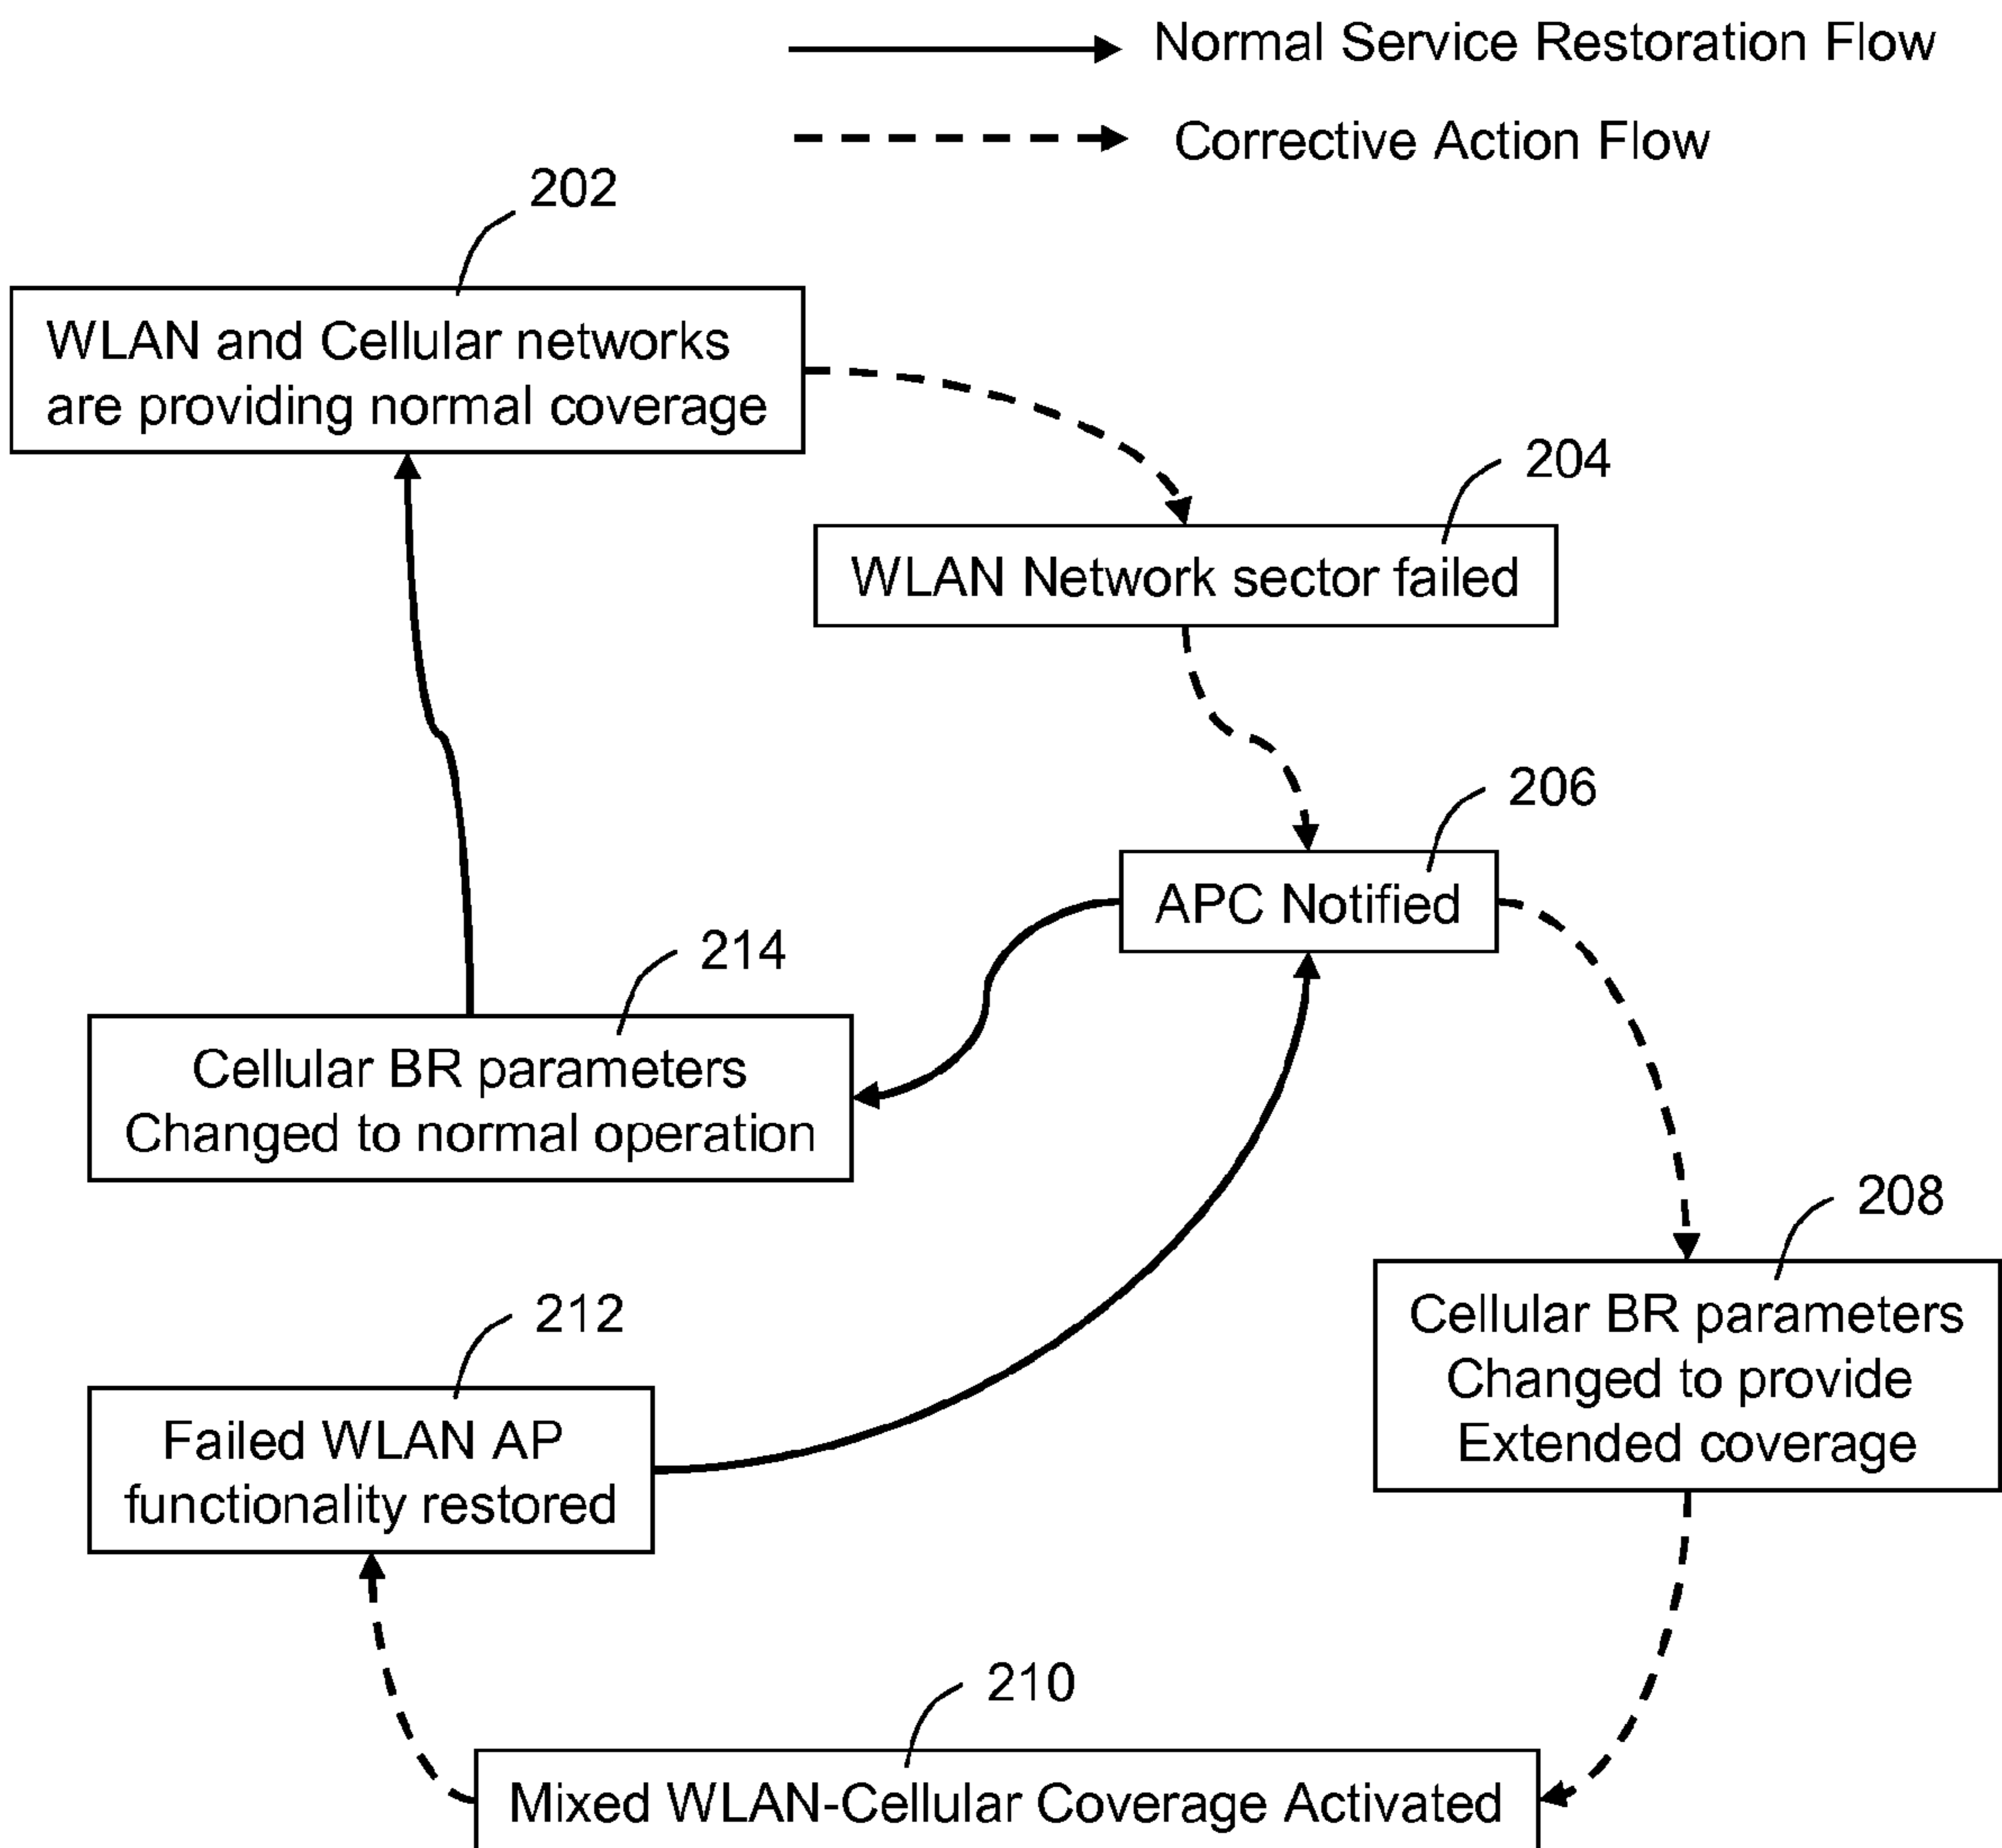 Normal Service Restoration Flow
Corrective Action Flow
202
WLAN and Cellular networks
are providing normal coverage
204
WLAN Network sector failed
206
APC Notified
214
Cellular BR parameters
Changed to normal operation
208
Cellular BR parameters
Changed to provide
Extended coverage
212
Failed WLAN AP
functionality restored
210
Mixed WLAN-Cellular Coverage Activated